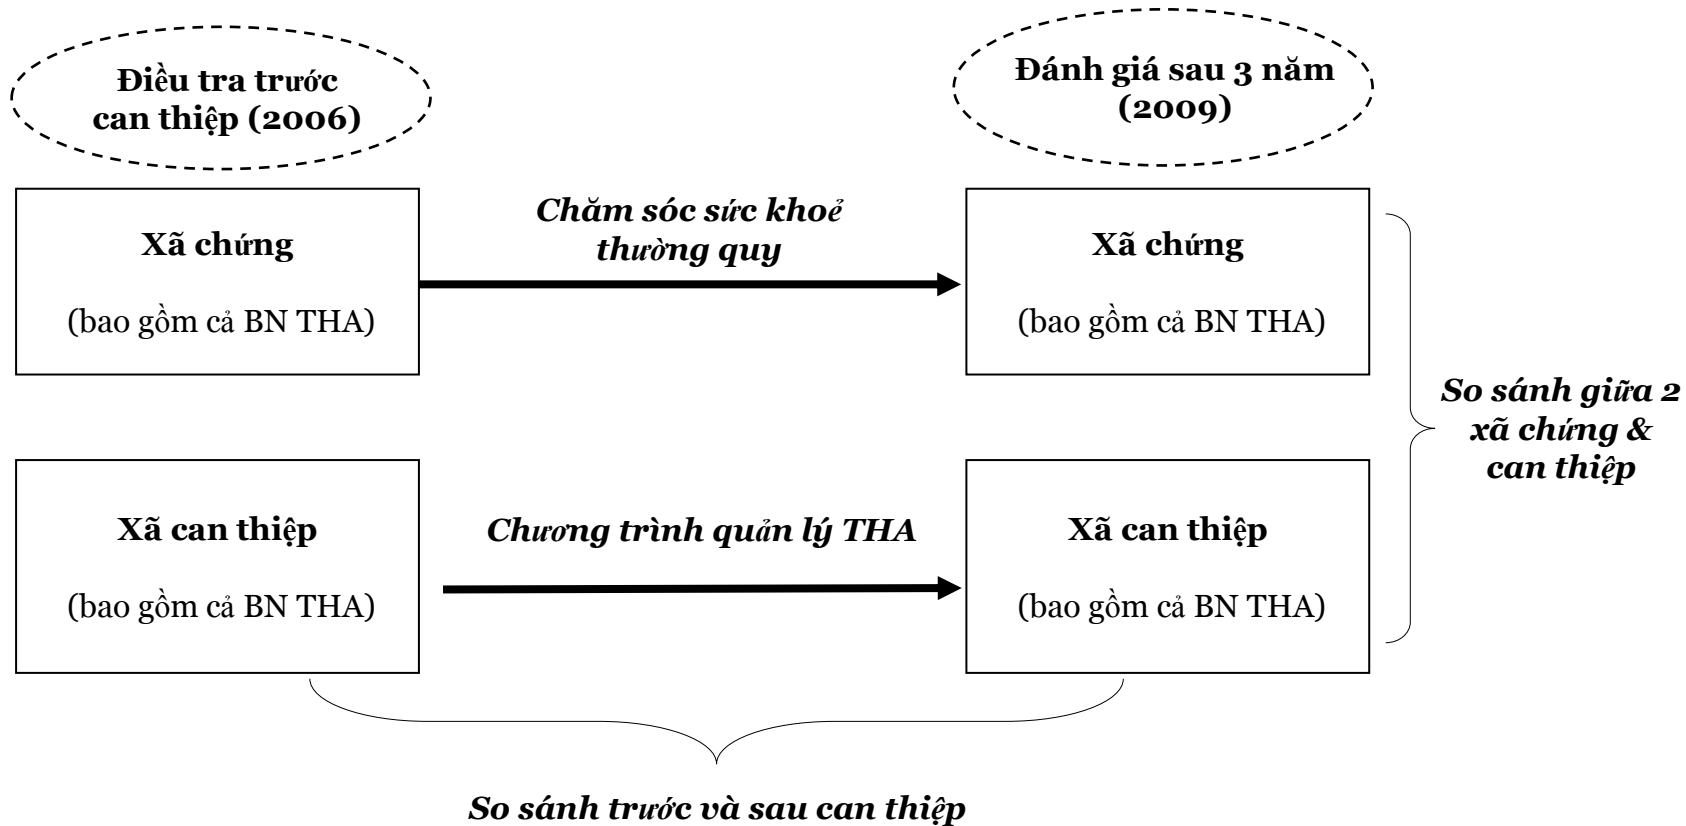 Điều tra trước
can thiệp (2006)
Đánh giá sau 3 năm
(2009)
Xã chứng
(bao gồm cả BN THA)
Chăm sóc sức khoẻ
thường quy
Xã chứng
(bao gồm cả BN THA)
So sánh giữa 2
xã chứng &
can thiệp
Xã can thiệp
(bao gồm cả BN THA)
Chương trình quản lý THA
Xã can thiệp
(bao gồm cả BN THA)
So sánh trước và sau can thiệp